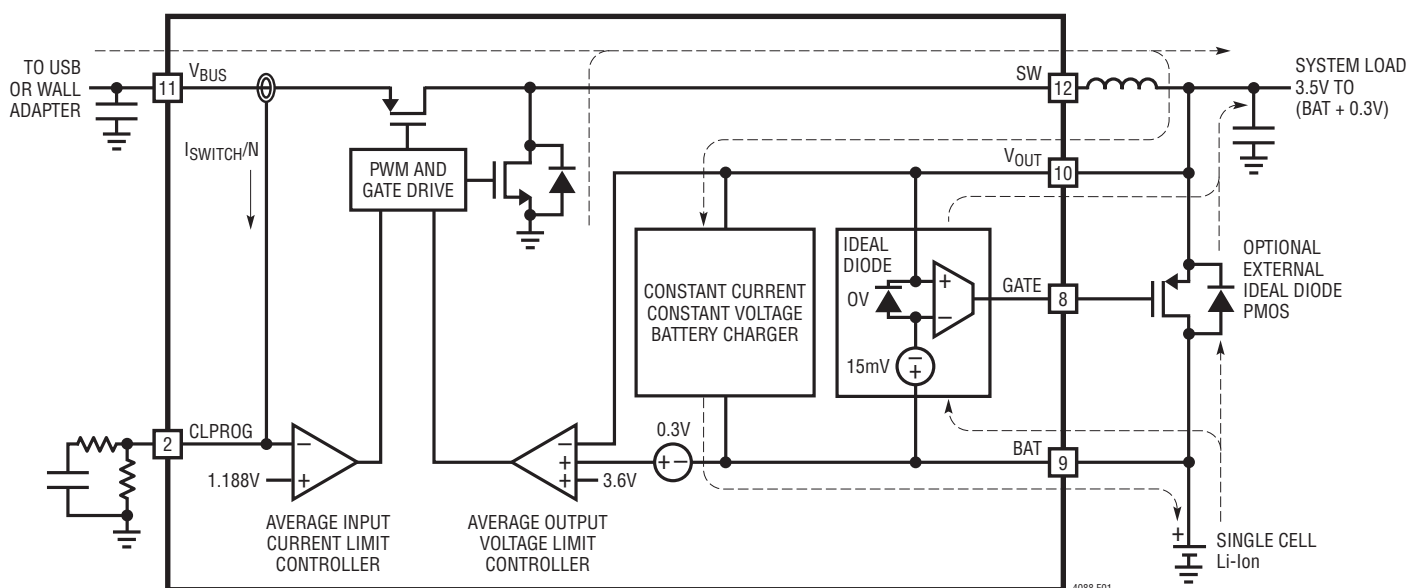 TO USB
OR WALL
ADAPTER
11
VBUS
ISWITCH/N
PWM AND
GATE DRIVE
SW
12
SYSTEM LOAD
3.5V TO
(BAT + 0.3V)
VOUT
10
CONSTANT CURRENT
CONSTANT VOLTAGE
BATTERY CHARGER
IDEAL
DIODE
0V
+
–
–
+
15mV
GATE
8
OPTIONAL
EXTERNAL
IDEAL DIODE
PMOS
2
CLPROG
–
+
1.188V
AVERAGE INPUT
CURRENT LIMIT
CONTROLLER
–
+
+
3.6V
0.3V
+ –
AVERAGE OUTPUT
VOLTAGE LIMIT
CONTROLLER
BAT
9
+
SINGLE CELL
Li-Ion
4088 F01